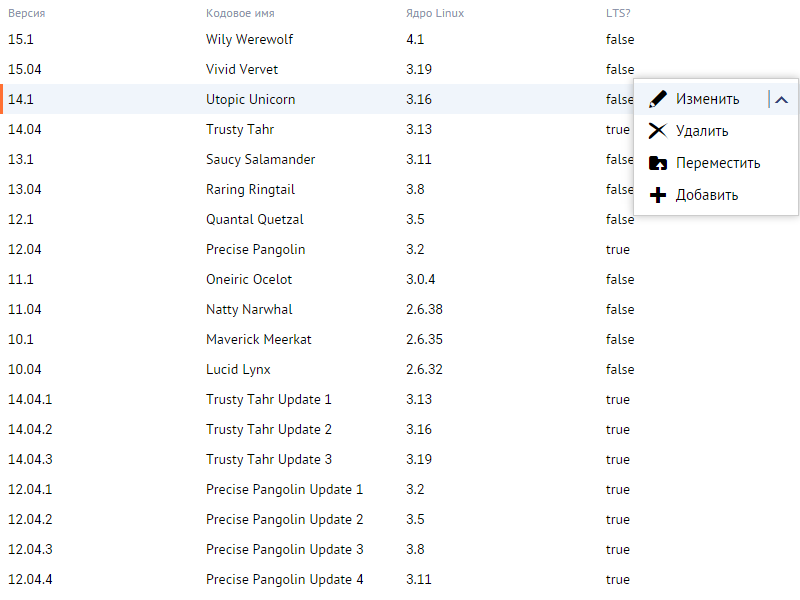 Версия Кодовое имя Ядро Linux LTS?
15.1 Wily Werewolf 4.1 false
15.04 Vivid Vervet 3.19 false
14.1 Utopic Unicorn 3.16 false Изменить
14.04 Trusty Tahr 3.13 true Удалить
13.1 Saucy Salamander 3.11 false Переместить
13.04 Raring Ringtail 3.8 false Добавить
12.1 Quantal Quetzal 3.5 false
12.04 Precise Pangolin 3.2 true
11.1 Oneiric Ocelot 3.0.4 false
11.04 Natty Narwhal 2.6.38 false
10.1 Maverick Meerkat 2.6.35 false
10.04 Lucid Lynx 2.6.32 false
14.04.1 Trusty Tahr Update 1 3.13 true
14.04.2 Trusty Tahr Update 2 3.16 true
14.04.3 Trusty Tahr Update 3 3.19 true
12.04.1 Precise Pangolin Update 1 3.2 true
12.04.2 Precise Pangolin Update 2 3.5 true
12.04.3 Precise Pangolin Update 3 3.8 true
12.04.4 Precise Pangolin Update 4 3.11 true